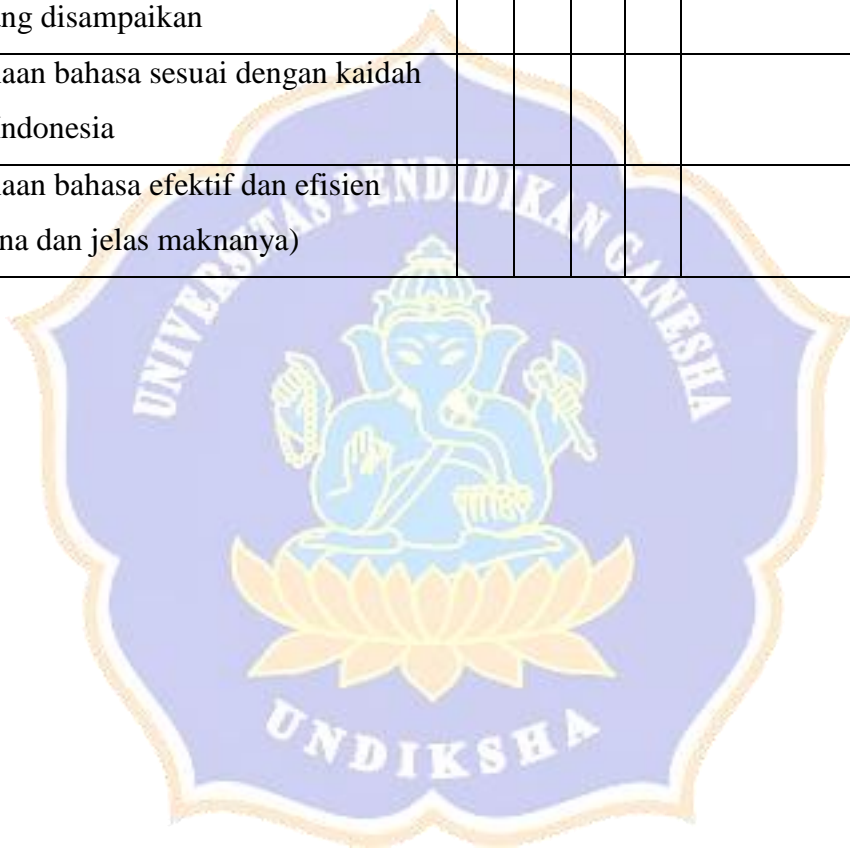 ang disampaikan
aan bahasa sesuai dengan kaidah
ndonesia
aan bahasa efektif dan efisien
na dan jelas maknanya)
UNIVERSITAS PENDIDIKAN GANESHA
UNDIKSHA